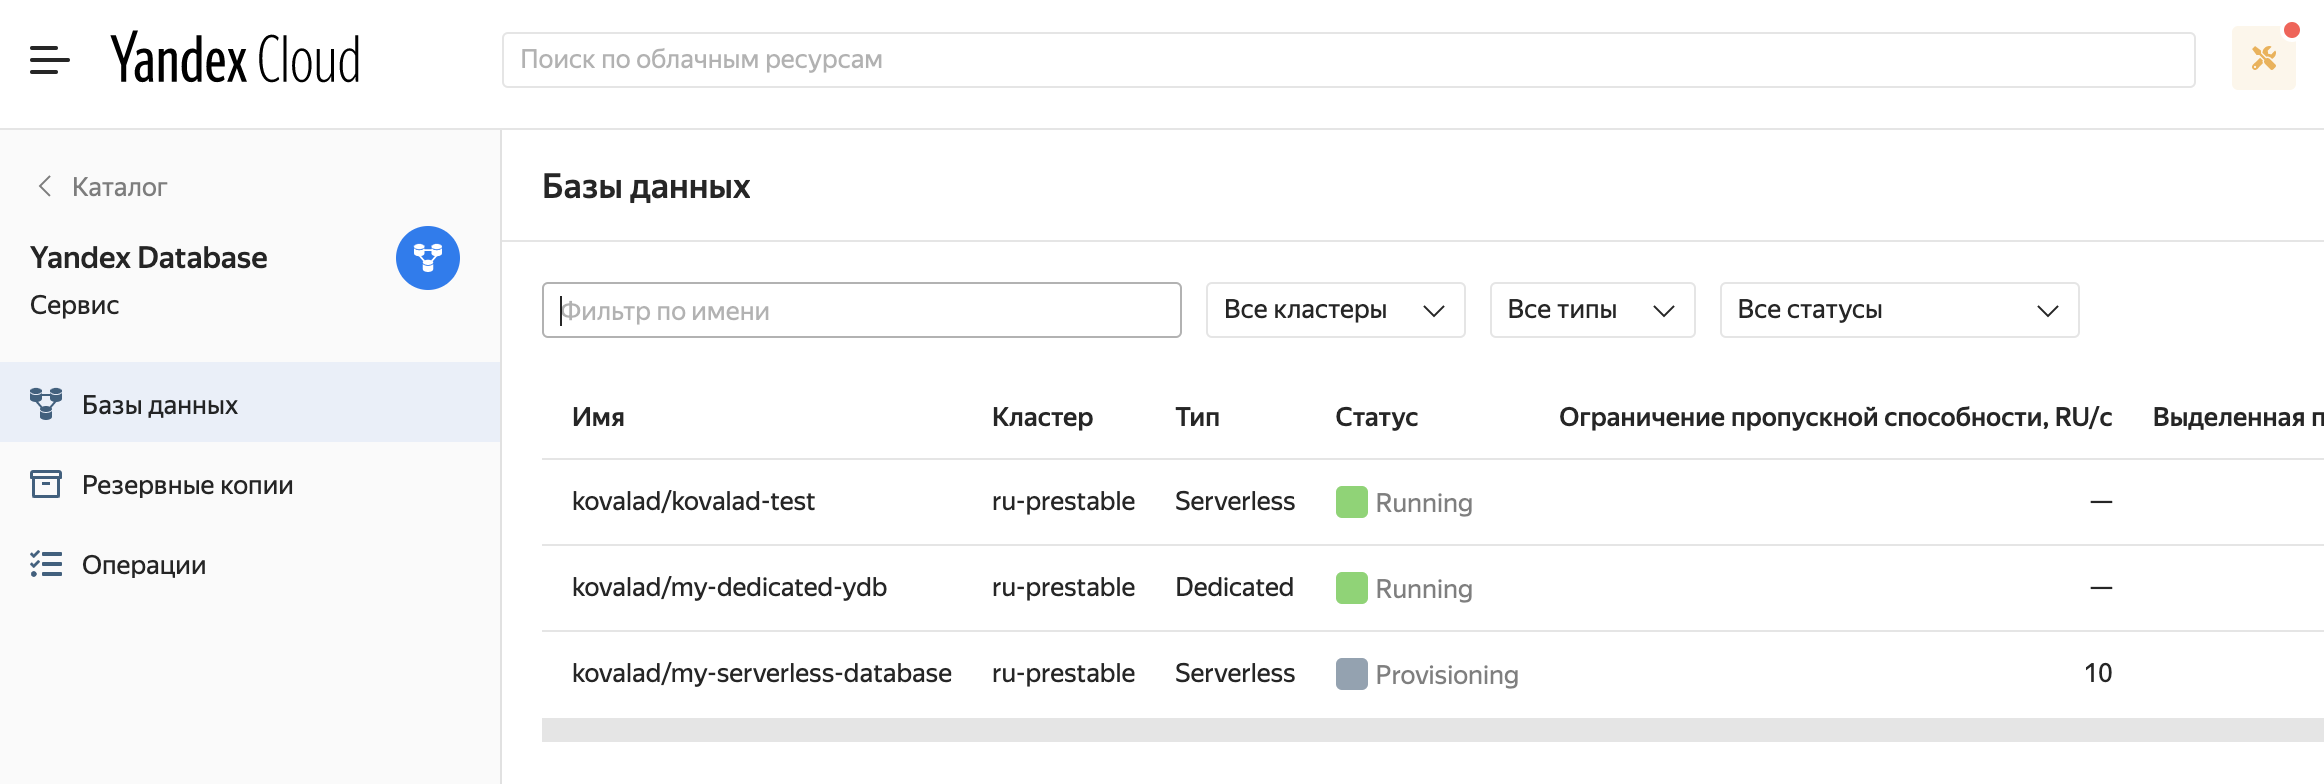 Yandex Cloud
Поиск по облачным ресурсам
Каталог
Yandex Database
Сервис
Базы данных
Резервные копии
Операции
Базы данных
Фильтр по имени
Все кластеры
Все типы
Все статусы
Имя Кластер Тип Статус Ограничение пропускной способности, RU/с Выделенная п
kovalad/kovalad-test ru-prestable Serverless Running —
kovalad/my-dedicated-ydb ru-prestable Dedicated Running —
kovalad/my-serverless-database ru-prestable Serverless Provisioning 10